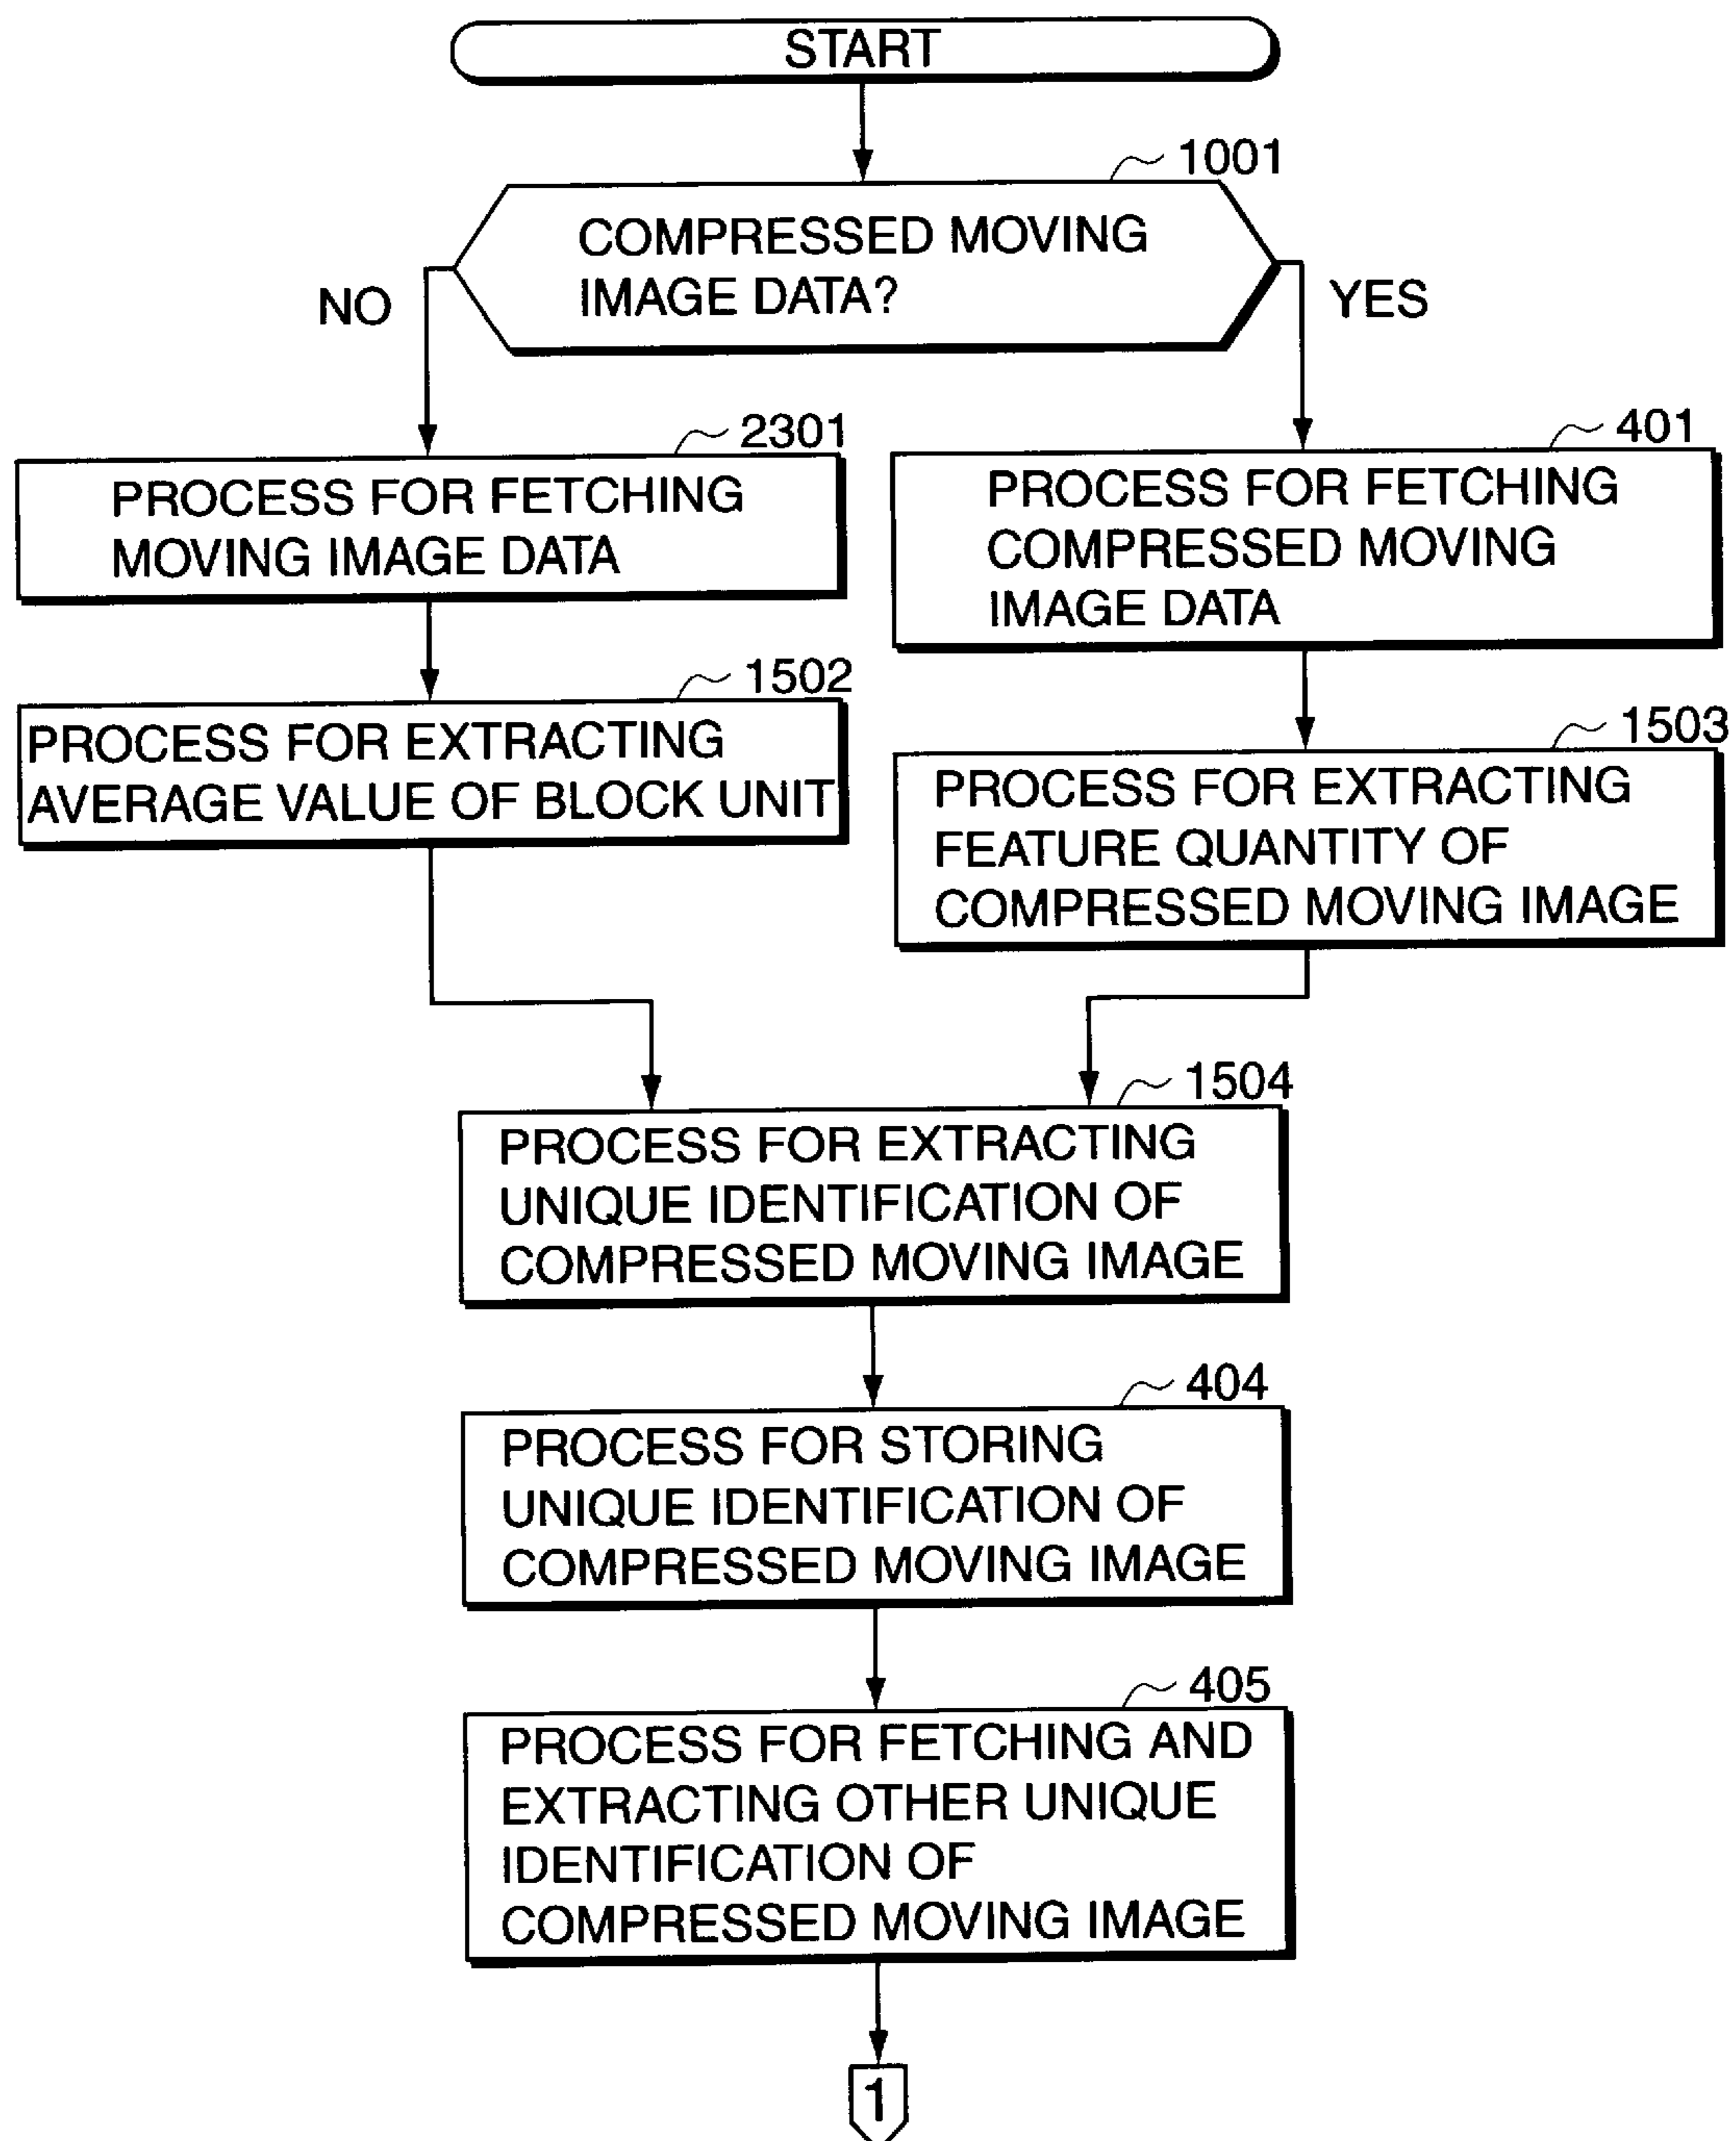 START
1001
COMPRESSED MOVING
IMAGE DATA?
NO
YES
2301
PROCESS FOR FETCHING
MOVING IMAGE DATA
401
PROCESS FOR FETCHING
COMPRESSED MOVING
IMAGE DATA
1502
PROCESS FOR EXTRACTING
AVERAGE VALUE OF BLOCK UNIT
1503
PROCESS FOR EXTRACTING
FEATURE QUANTITY OF
COMPRESSED MOVING IMAGE
1504
PROCESS FOR EXTRACTING
UNIQUE IDENTIFICATION OF
COMPRESSED MOVING IMAGE
404
PROCESS FOR STORING
UNIQUE IDENTIFICATION OF
COMPRESSED MOVING IMAGE
405
PROCESS FOR FETCHING AND
EXTRACTING OTHER UNIQUE
IDENTIFICATION OF
COMPRESSED MOVING IMAGE
1